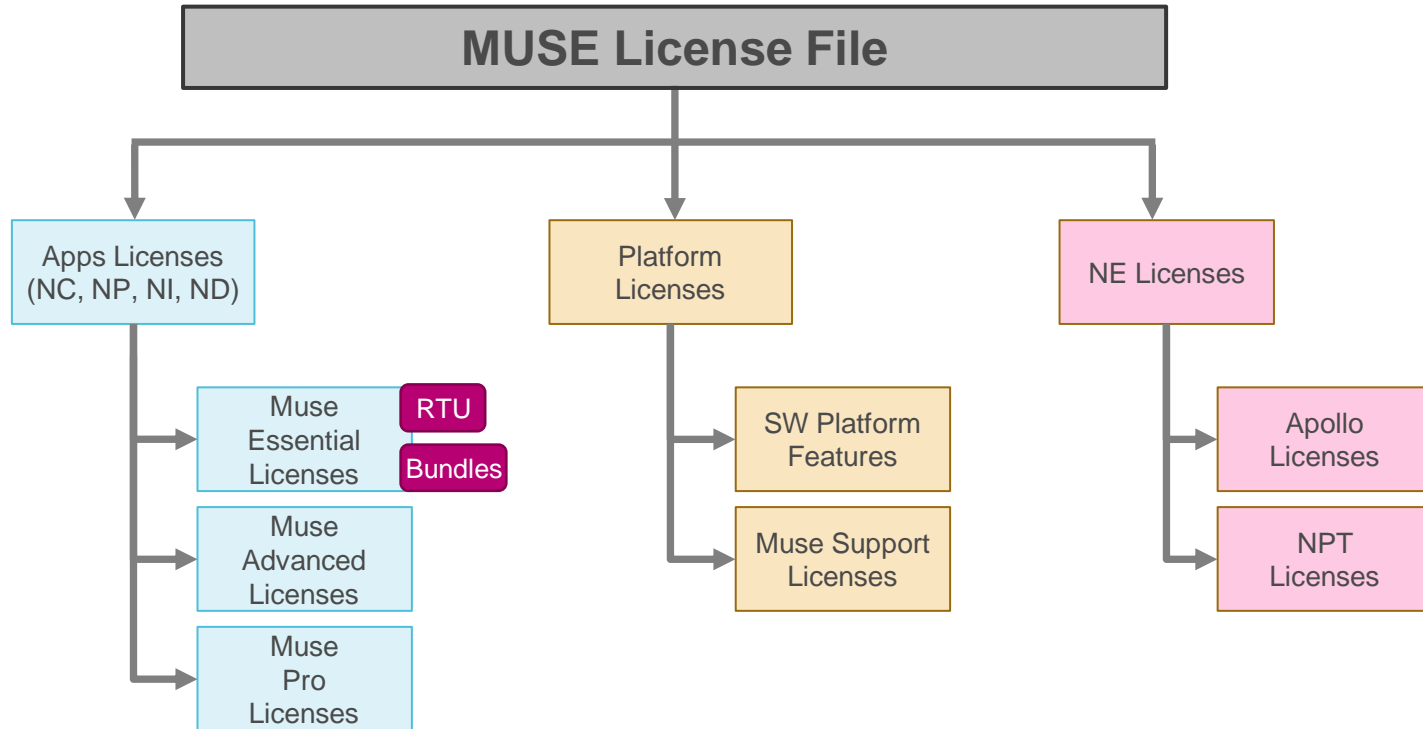 MUSE License File
Apps Licenses
(NC, NP, NI, ND)
Platform
Licenses
NE Licenses
Muse
Essential
Licenses
RTU
Bundles
SW Platform
Features
Apollo
Licenses
Muse
Advanced
Licenses
Muse Support
Licenses
NPT
Licenses
Muse
Pro
Licenses